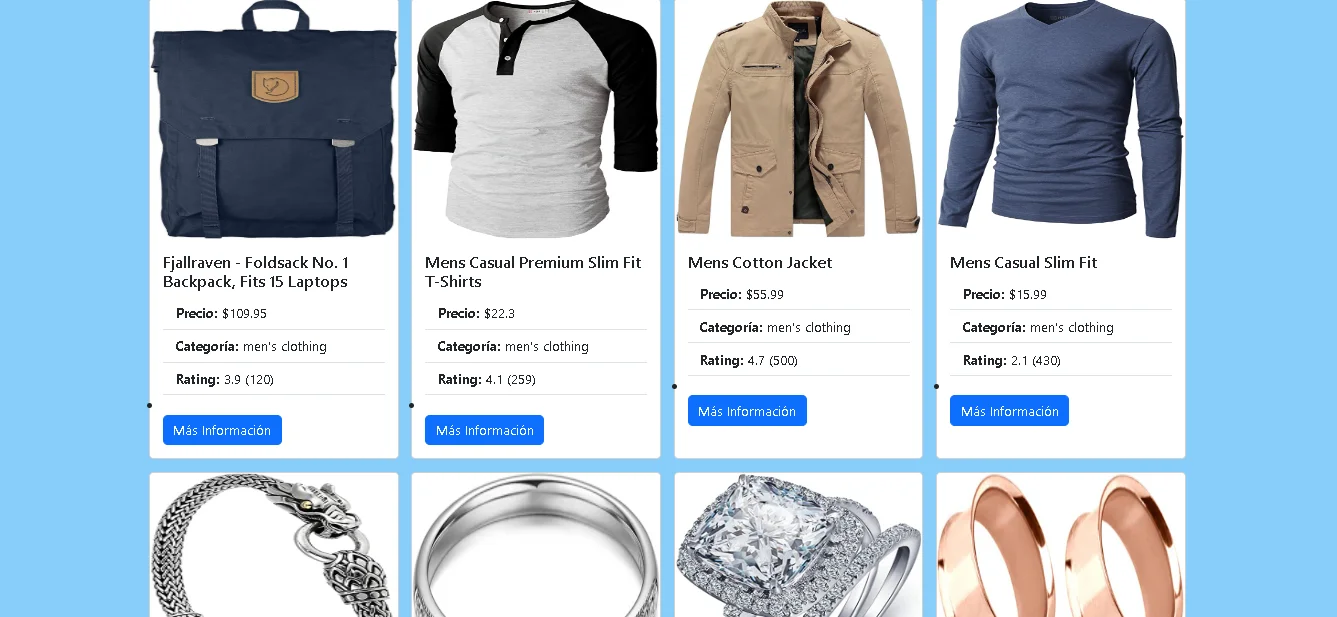 Fjallraven - Foldsack No. 1
Backpack, Fits 15 Laptops
Precio: $109.95
Categoría: men's clothing
Rating: 3.9 (120)
Más Información
Mens Casual Premium Slim Fit
T-Shirts
Precio: $22.3
Categoría: men's clothing
Rating: 4.1 (259)
Más Información
Mens Cotton Jacket
Precio: $55.99
Categoría: men's clothing
Rating: 4.7 (500)
Más Información
Mens Casual Slim Fit
Precio: $15.99
Categoría: men's clothing
Rating: 2.1 (430)
Más Información